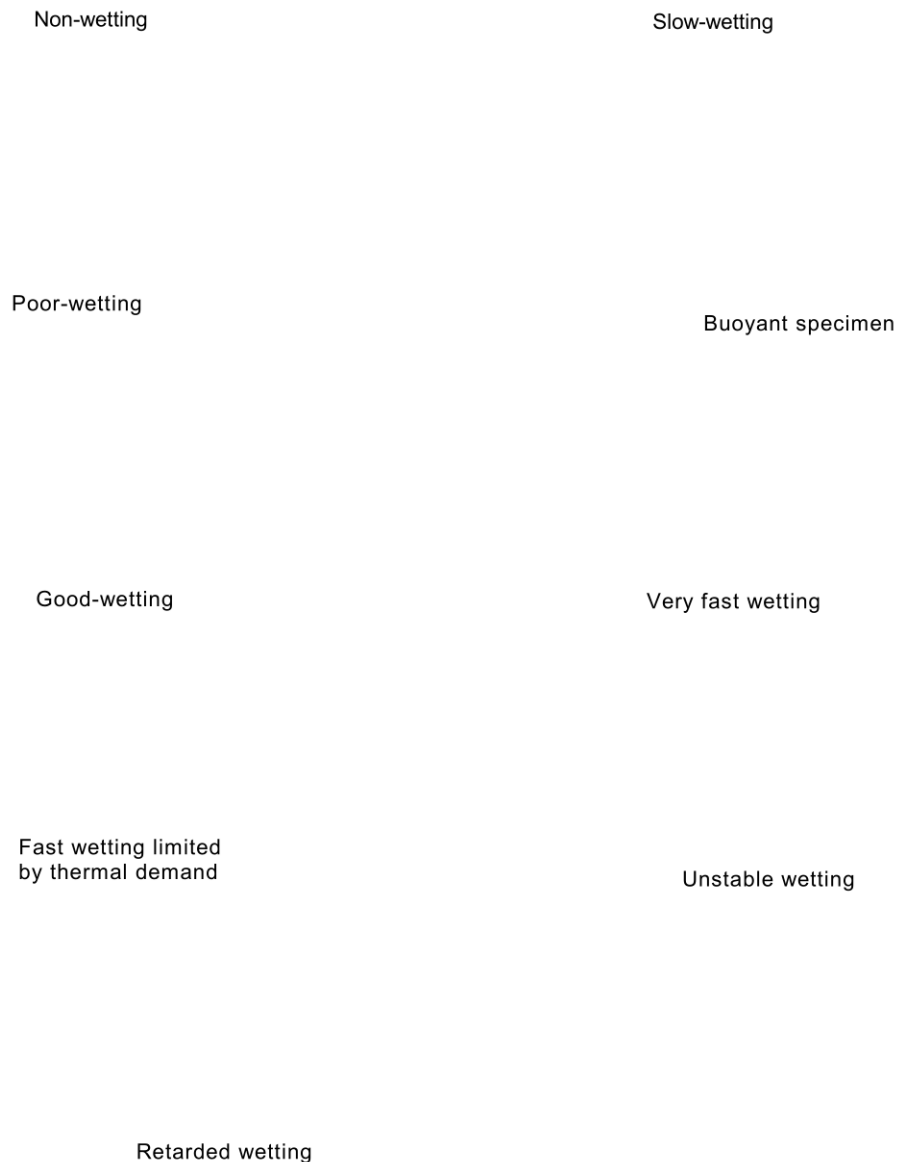 Non-wetting
Slow-wetting
Poor-wetting
Buoyant specimen
Good-wetting
Very fast wetting
Fast wetting limited
by thermal demand
Unstable wetting
Retarded wetting